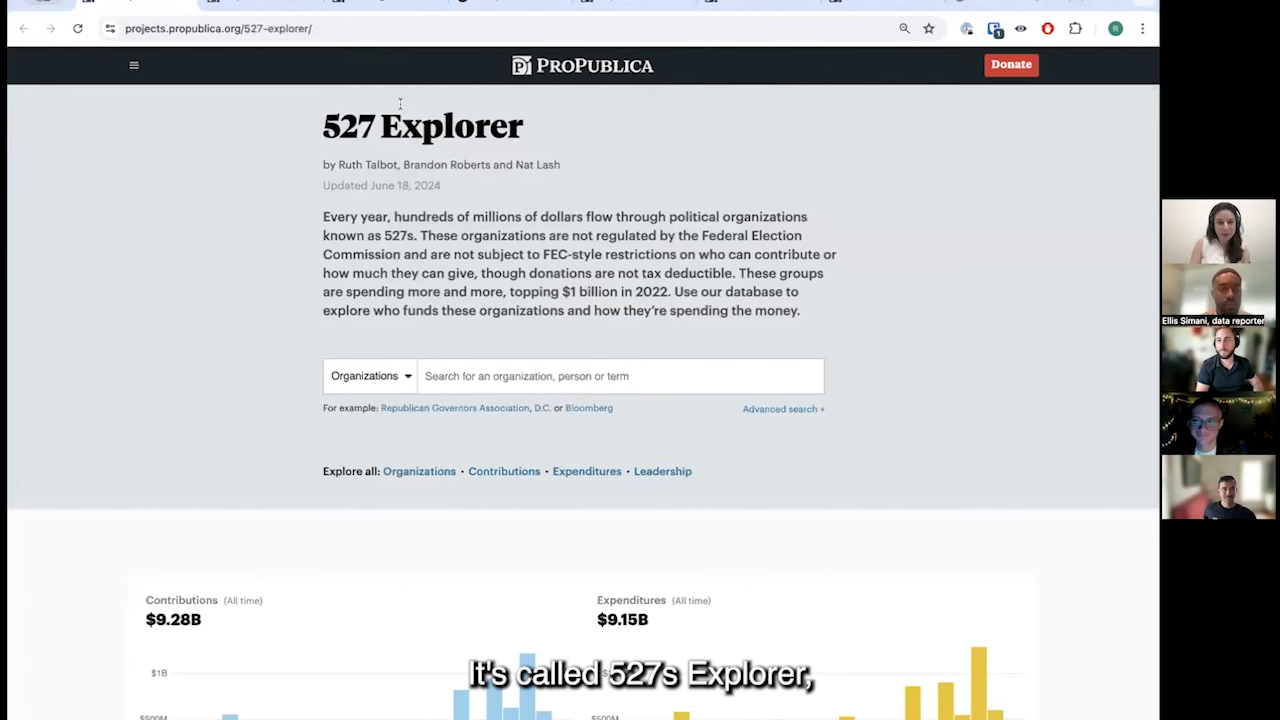 projects.propublica.org/527-explorer/
1
R
PROPUBLICA
Donate
527 Explorer
by Ruth Talbot, Brandon Roberts and Nat Lash
Updated June 18, 2024
Every year, hundreds of millions of dollars flow through political organizations
known as 527s. These organizations are not regulated by the Federal Election
Commission and are not subject to FEC-style restrictions on who can contribute or
how much they can give, though donations are not tax deductible. These groups
are spending more and more, topping $1 billion in 2022. Use our database to
explore who funds these organizations and how they’re spending the money.
Organizations
Search for an organization, person or term
For example: Republican Governors Association, D.C. or Bloomberg
Advanced search +
Explore all: Organizations • Contributions • Expenditures • Leadership
Contributions (All time)
$9.28B
$1B
$500M
Expenditures (All time)
$9.15B
$500M
It's called 527s Explorer,
Ellis Simani, data reporter